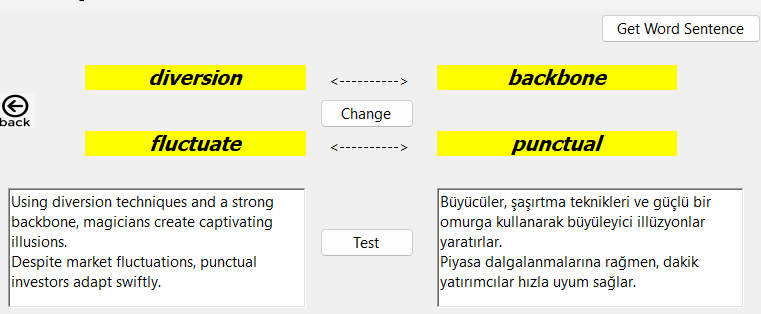 Get Word Sentence
diversion <----------> backbone
back
Change
fluctuate <----------> punctual
Using diversion techniques and a strong
backbone, magicians create captivating
illusions.
Despite market fluctuations, punctual
investors adapt swiftly.
Test
Büyücüler, şaşırtma teknikleri ve güçlü bir
omurga kullanarak büyüleyici illüzyonlar
yaratırlar.
Piyasa dalgalanmalarına rağmen, dakik
yatırımcılar hızla uyum sağlar.